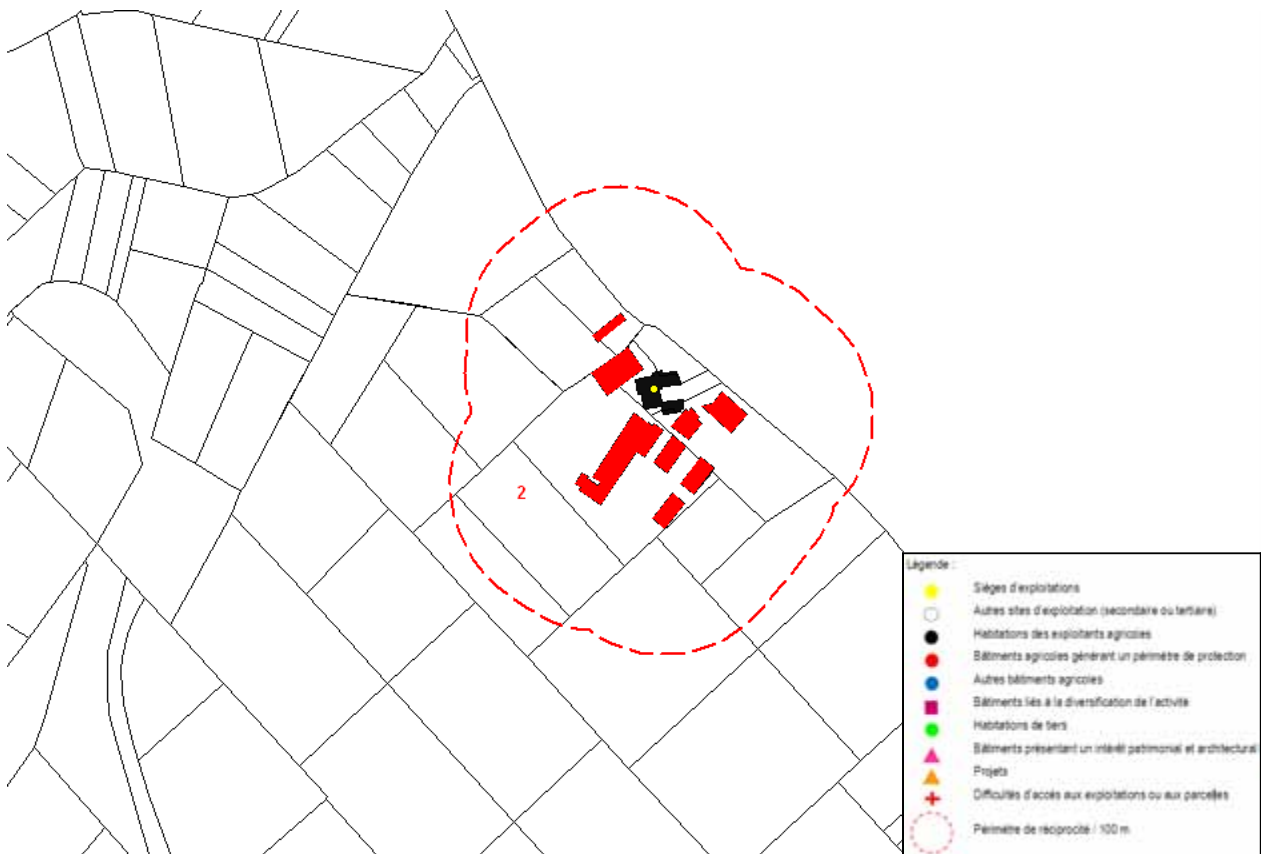 2
Légende :
Sièges d'exploitations
Autres sites d'exploitation (secondaire ou tertiaire)
Habitations des exploitants agricoles
Bâtiments agricoles générant un périmètre de protection
Autres bâtiments agricoles
Bâtiments liés à la diversification de l'activité
Habitations de tiers
Bâtiments présentant un intérêt patrimonial et architectural
Projets
Difficultés d'accès aux exploitations ou aux parcelles
Périmètre de réciprocité / 100 m